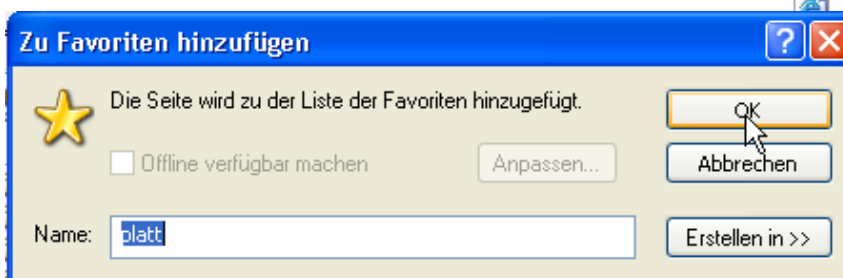 Zu Favoriten hinzufügen
Die Seite wird zu der Liste der Favoriten hinzugefügt.
OK
Offline verfügbar machen
Anpassen...
Abbrechen
Name:
platt
Erstellen in >>